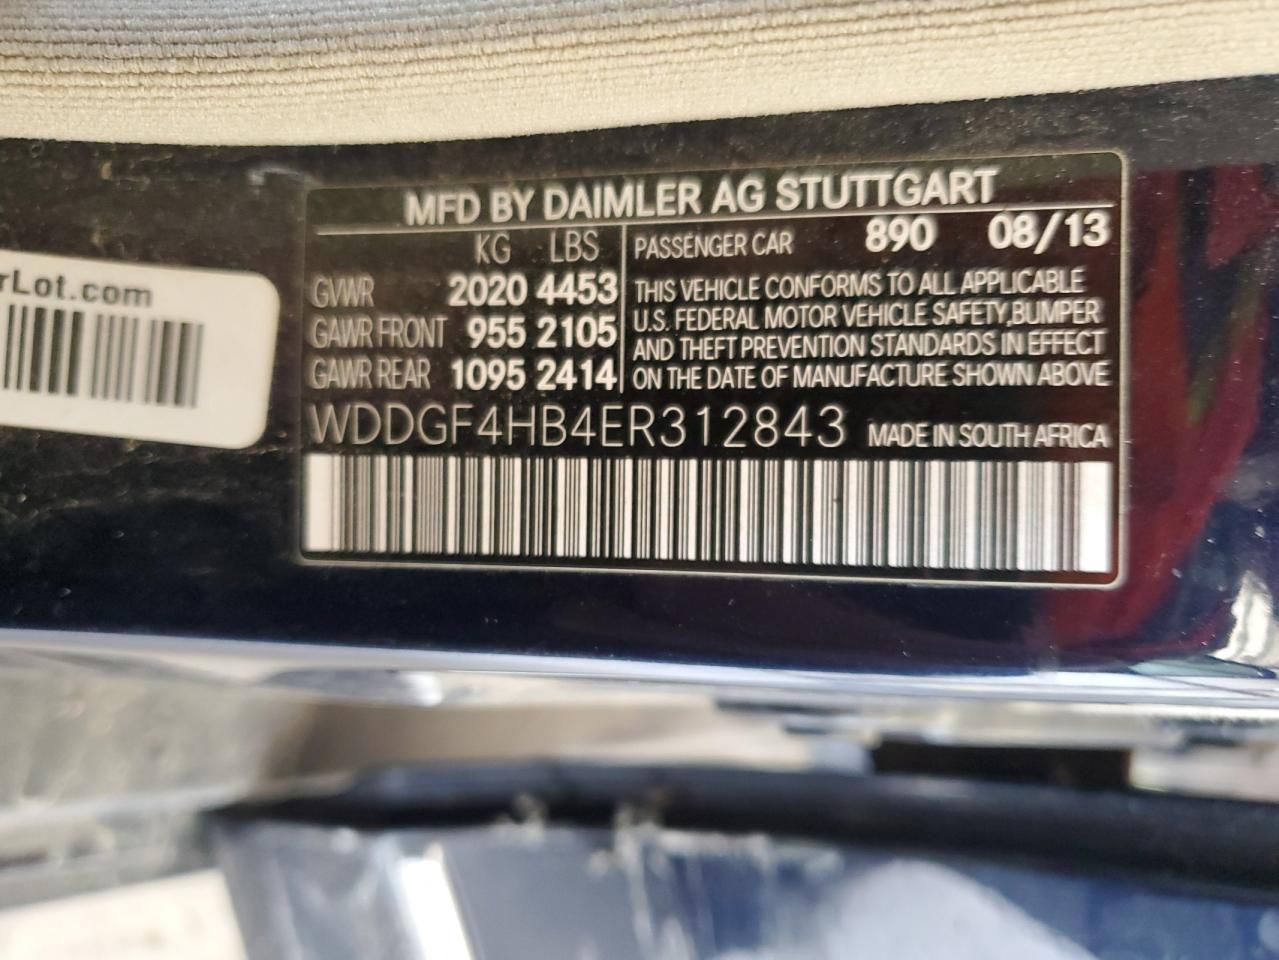 MFD BY DAIMLER AG STUTTGART
KG LBS
GVWR 2020 4453
GAWR FRONT 955 2105
GAWR REAR 1095 2414
PASSENGER CAR 890 08/13
THIS VEHICLE CONFORMS TO ALL APPLICABLE
U.S. FEDERAL MOTOR VEHICLE SAFETY,BUMPER
AND THEFT PREVENTION STANDARDS IN EFFECT
ON THE DATE OF MANUFACTURE SHOWN ABOVE
WDDGF4HB4ER312843 MADE IN SOUTH AFRICA
rLot.com